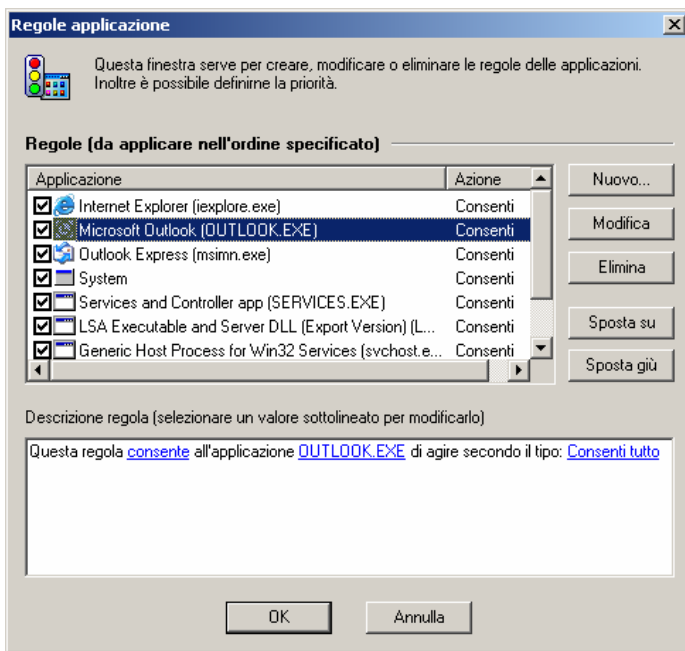 Regole applicazione
Questa finestra serve per creare, modificare o eliminare le regole delle applicazioni.
Inoltre è possibile definirne la priorità.
Regole (da applicare nell'ordine specificato)
Applicazione Azione
Internet Explorer (iexplore.exe) Consenti
Microsoft Outlook (OUTLOOK.EXE) Consenti
Outlook Express (msimn.exe) Consenti
System Consenti
Services and Controller app (SERVICES.EXE) Consenti
LSA Executable and Server DLL (Export Version) (L... Consenti
Generic Host Process for Win32 Services (svchost.e... Consenti
Nuovo...
Modifica
Elimina
Sposta su
Sposta giù
Descrizione regola (selezionare un valore sottolineato per modificarlo)
Questa regola consente all'applicazione OUTLOOK.EXE di agire secondo il tipo: Consenti tutto
OK Annulla